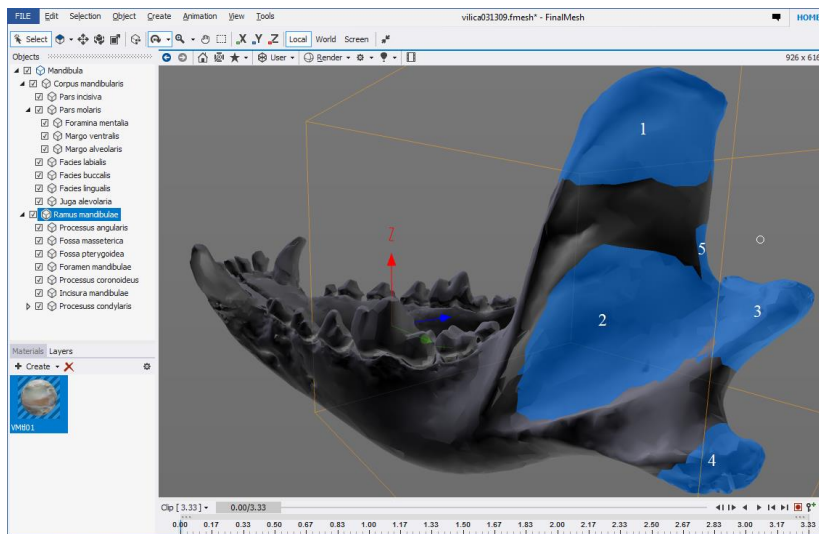 FILE Edit Selection Object Create Animation View Tools vilica031309.fmesh* - FinalMesh HOME
Select X Y Z Local World Screen
Objects User Render 926 x 616
Mandibula
Corpus mandibularis
Pars incisiva
Pars molaris
Foramina mentalia
Margo ventralis
Margo alveolaris
Facies labialis
Facies buccalis
Facies lingualis
Juga alevolaria
Ramus mandibulae
Processus angularis
Fossa masseterica
Fossa pterygoidea
Foramen mandibulae
Processus coronoideus
Incisura mandibulae
Procesuss condylaris
1
Z
5
2
3
4
Materials Layers
Create
VMtl01
Clip [ 3.33 ] 0.00/3.33
0.00 0.17 0.33 0.50 0.67 0.83 1.00 1.17 1.33 1.50 1.67 1.83 2.00 2.17 2.33 2.50 2.67 2.83 3.00 3.17 3.33